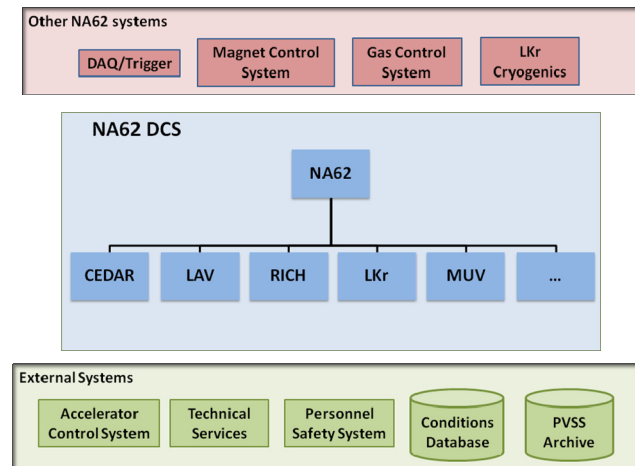 Other NA62 systems
DAQ/Trigger
Magnet Control
System
Gas Control
System
LKr
Cryogenics
NA62 DCS
NA62
CEDAR
LAV
RICH
LKr
MUV
...
External Systems
Accelerator
Control System
Technical
Services
Personnel
Safety System
Conditions
Database
PVSS
Archive